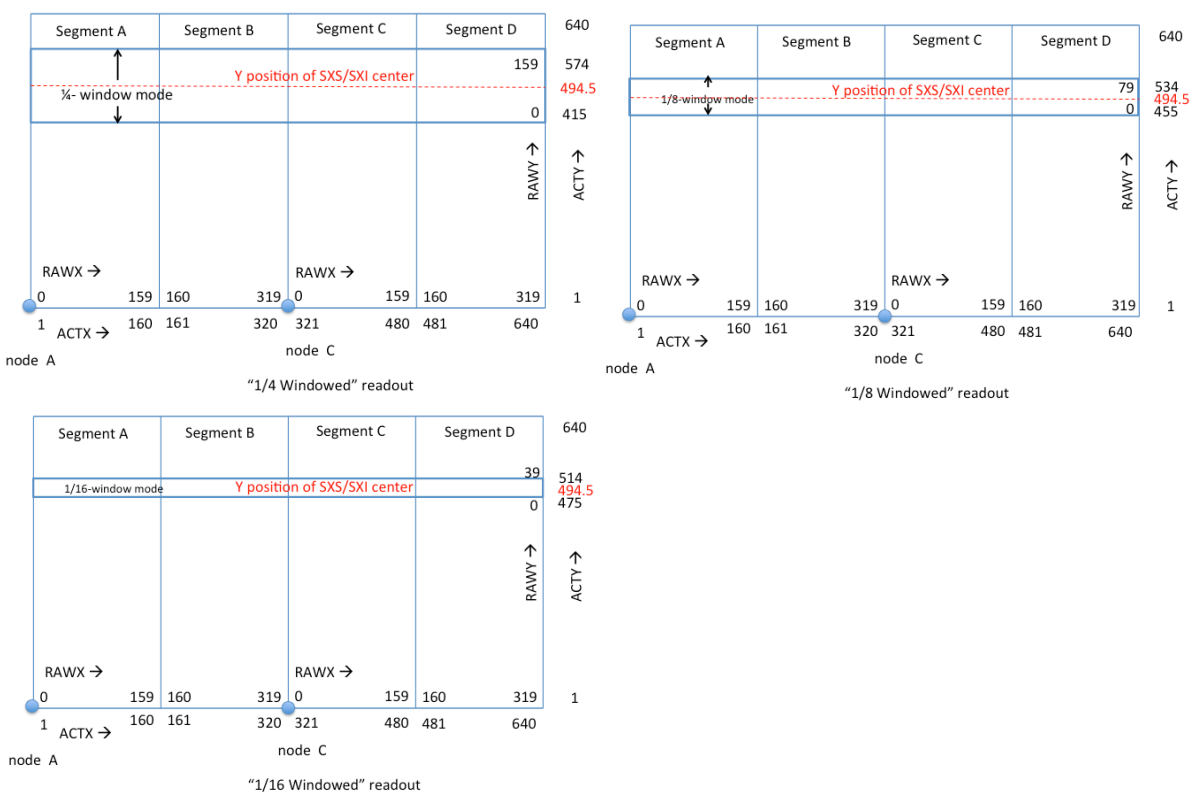 Segment A Segment B Segment C Segment D 640
159 574
Y position of SXS/SXI center
494.5
¼- window mode
0 415
RAWY →
ACTY →
RAWX → RAWX →
0 159 160 319 0 159 160 319 1
1 160 161 320 321 480 481 640
ACTX →
node C
node A
"1/4 Windowed" readout
Segment A Segment B Segment C Segment D 640
79 534
Y position of SXS/SXI center
1/8-window mode 494.5
0 455
RAWY →
ACTY →
RAWX → RAWX →
0 159 160 319 0 159 160 319 1
1 160 161 320 321 480 481 640
ACTX →
node C
node A
"1/8 Windowed" readout
Segment A Segment B Segment C Segment D 640
39 514
1/16-window mode Y position of SXS/SXI center 494.5
0 475
RAWY →
ACTY →
RAWX → RAWX →
0 159 160 319 0 159 160 319 1
1 160 161 320 321 480 481 640
ACTX →
node C
node A
"1/16 Windowed" readout